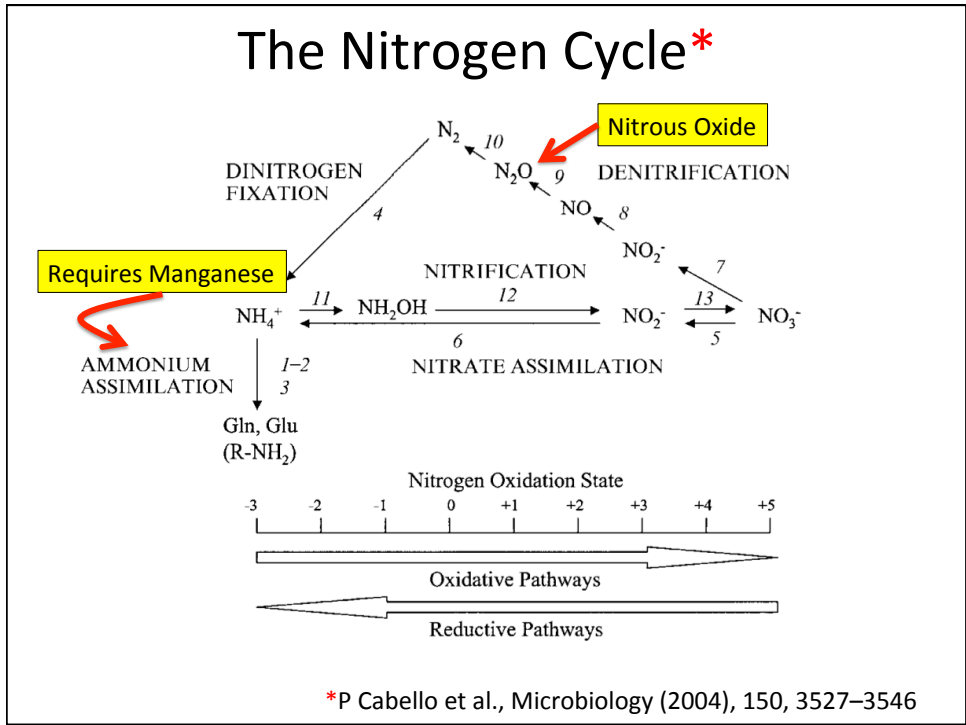 The Nitrogen Cycle*
Nitrous Oxide
N₂
10
N₂O
9
DENITRIFICATION
DINITROGEN
FIXATION
4
NO
8
NO₂⁻
7
Requires Manganese
NITRIFICATION
NH₄⁺
11
NH₂OH
12
NO₂⁻
13
NO₃⁻
6
5
NITRATE ASSIMILATION
AMMONIUM
ASSIMILATION
1–2
3
Gln, Glu
(R-NH₂)
Nitrogen Oxidation State
-3 -2 -1 0 +1 +2 +3 +4 +5
Oxidative Pathways
Reductive Pathways
*P Cabello et al., Microbiology (2004), 150, 3527–3546